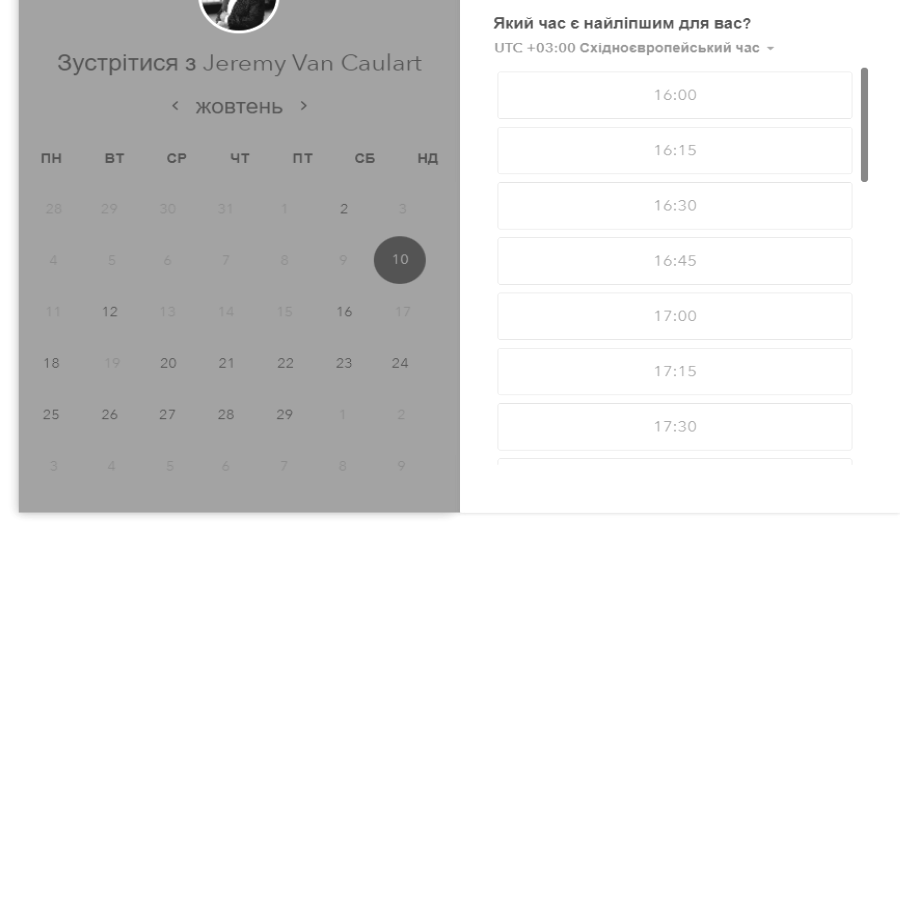 Зустрітися з Jeremy Van Caulart
‹ жовтень ›
ПН ВТ СР ЧТ ПТ СБ НД
28 29 30 31 1 2 3
4 5 6 7 8 9 10
11 12 13 14 15 16 17
18 19 20 21 22 23 24
25 26 27 28 29 1 2
3 4 5 6 7 8 9
Який час є найліпшим для вас?
UTC +03:00 Східноєвропейський час
16:00
16:15
16:30
16:45
17:00
17:15
17:30